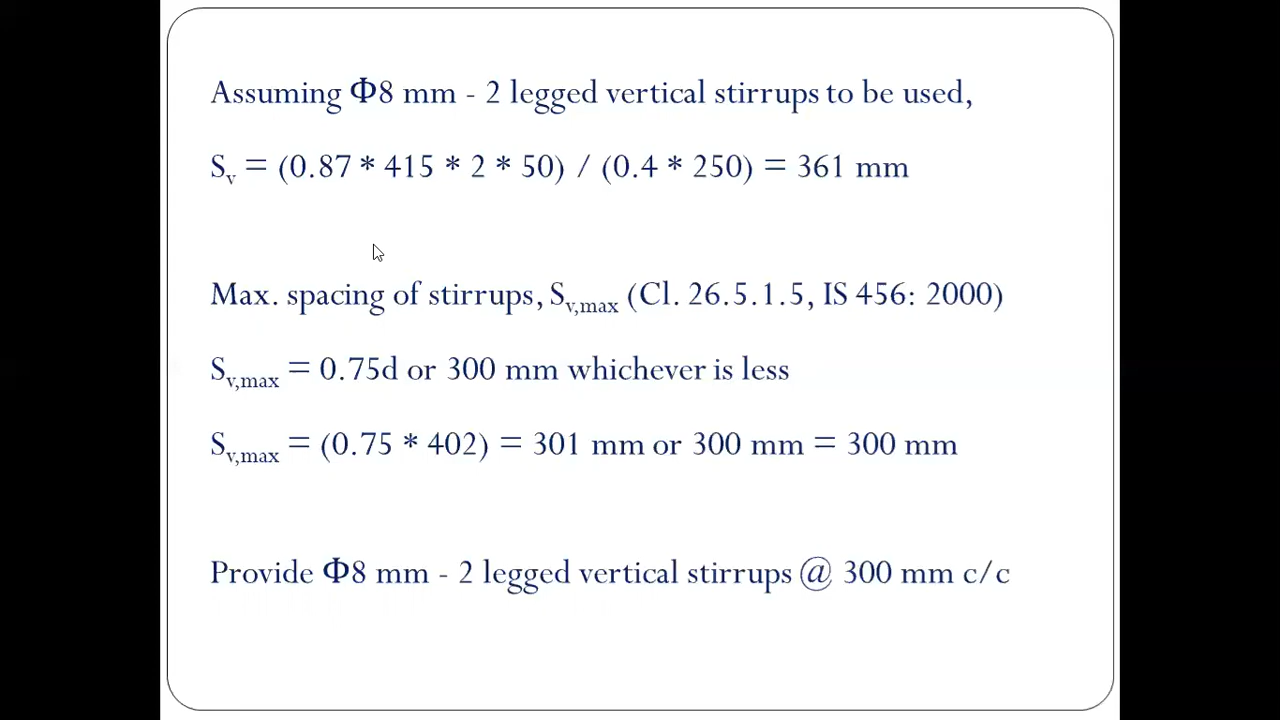 Assuming Φ8 mm - 2 legged vertical stirrups to be used,
Sv = (0.87 * 415 * 2 * 50) / (0.4 * 250) = 361 mm
Max. spacing of stirrups, Sv,max (Cl. 26.5.1.5, IS 456: 2000)
Sv,max = 0.75d or 300 mm whichever is less
Sv,max = (0.75 * 402) = 301 mm or 300 mm = 300 mm
Provide Φ8 mm - 2 legged vertical stirrups @ 300 mm c/c